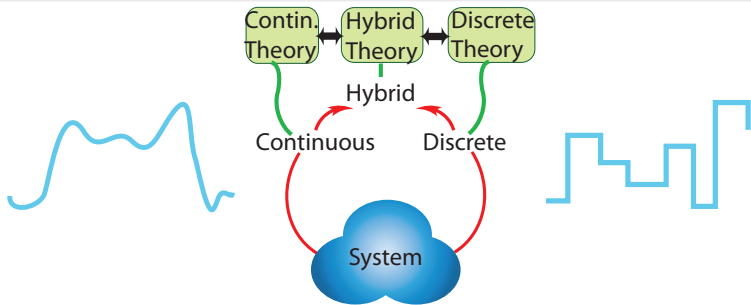 Contin.
Theory
Hybrid
Theory
Discrete
Theory
Hybrid
Continuous
Discrete
System